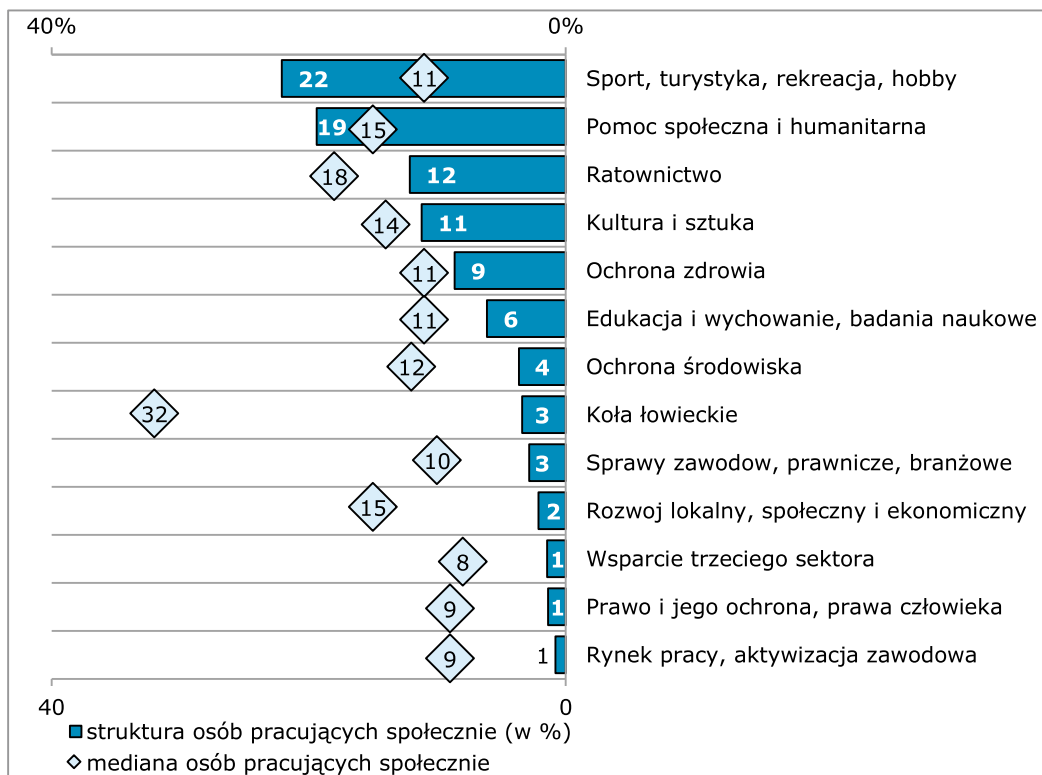 40% 0%
22 11 Sport, turystyka, rekreacja, hobby
19 15 Pomoc społeczna i humanitarna
18 12 Ratownictwo
14 11 Kultura i sztuka
11 9 Ochrona zdrowia
11 6 Edukacja i wychowanie, badania naukowe
12 4 Ochrona środowiska
32 3 Koła łowieckie
10 3 Sprawy zawodow, prawnicze, branżowe
15 2 Rozwoj lokalny, społeczny i ekonomiczny
8 1 Wsparcie trzeciego sektora
9 1 Prawo i jego ochrona, prawa człowieka
9 1 Rynek pracy, aktywizacja zawodowa
40 0
struktura osób pracujących społecznie (w %)
mediana osób pracujących społecznie